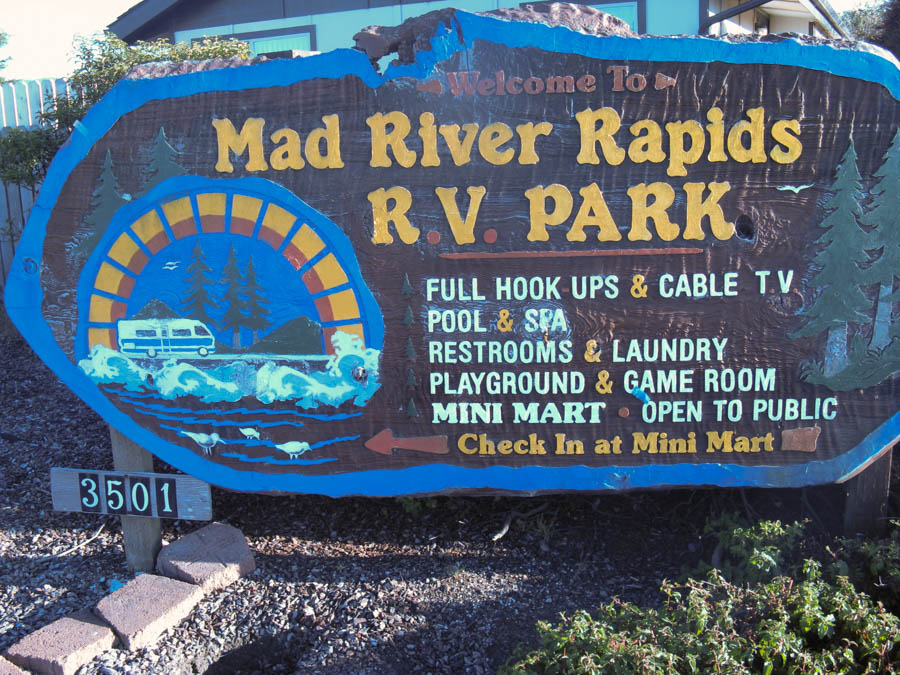 Welcome To
Mad River Rapids
R.V. PARK
FULL HOOK UPS & CABLE T V
POOL & SPA
RESTROOMS & LAUNDRY
PLAYGROUND & GAME ROOM
MINI MART • OPEN TO PUBLIC
Check In at Mini Mart
3501